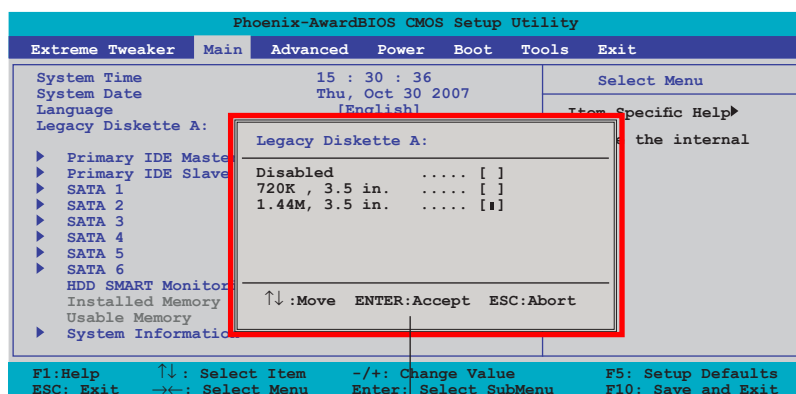 Phoenix-AwardBIOS CMOS Setup Utility
Extreme Tweaker Main Advanced Power Boot Tools Exit
System Time 15 : 30 : 36
System Date Thu, Oct 30 2007
Language [English]
Legacy Diskette A:
Primary IDE Master
Primary IDE Slave
SATA 1
SATA 2
SATA 3
SATA 4
SATA 5
SATA 6
HDD SMART Monitori
Installed Memory
Usable Memory
System Information
Legacy Diskette A:
Disabled ..... [ ]
720K , 3.5 in. ..... [ ]
1.44M, 3.5 in. ..... [▮]
↑↓ :Move ENTER:Accept ESC:Abort
Select Menu
Item Specific Help▶
the internal
F1:Help ↑↓ : Select Item -/+: Change Value F5: Setup Defaults
ESC: Exit →←: Select Menu Enter: Select SubMenu F10: Save and Exit